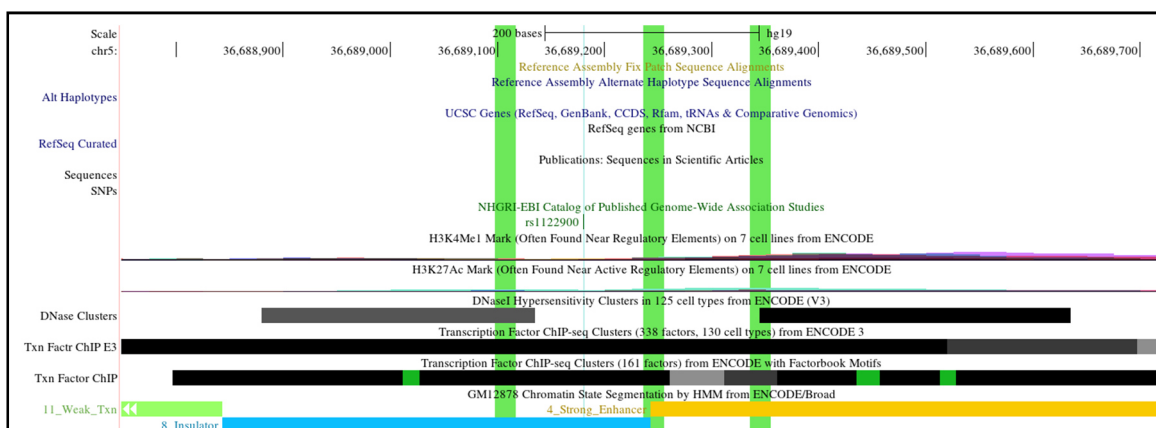 Scale 200 bases hg19
chr5: 36,688,900 36,689,000 36,689,100 36,689,200 36,689,300 36,689,400 36,689,500 36,689,600 36,689,700
Reference Assembly Fix Patch Sequence Alignments
Reference Assembly Alternate Haplotype Sequence Alignments
Alt Haplotypes
UCSC Genes (RefSeq, GenBank, CCDS, Rfam, tRNAs & Comparative Genomics)
RefSeq genes from NCBI
RefSeq Curated
Publications: Sequences in Scientific Articles
Sequences
SNPs
NHGRI-EBI Catalog of Published Genome-Wide Association Studies
rs1122900
H3K4Me1 Mark (Often Found Near Regulatory Elements) on 7 cell lines from ENCODE
H3K27Ac Mark (Often Found Near Active Regulatory Elements) on 7 cell lines from ENCODE
DNaseI Hypersensitivity Clusters in 125 cell types from ENCODE (V3)
DNase Clusters
Transcription Factor ChIP-seq Clusters (338 factors, 130 cell types) from ENCODE 3
Txn Factr ChIP E3
Transcription Factor ChIP-seq Clusters (161 factors) from ENCODE with Factorbook Motifs
Txn Factor ChIP
GM12878 Chromatin State Segmentation by HMM from ENCODE/Broad
11_Weak_Txn 4_Strong_Enhancer
8_Insulator